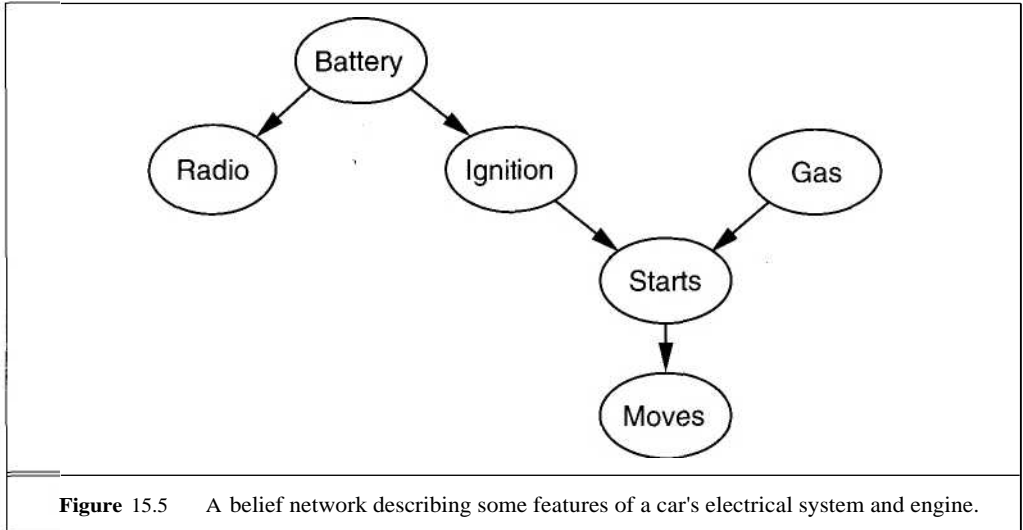 Battery
Radio
Ignition
Gas
Starts
Moves
Figure 15.5 A belief network describing some features of a car's electrical system and engine.